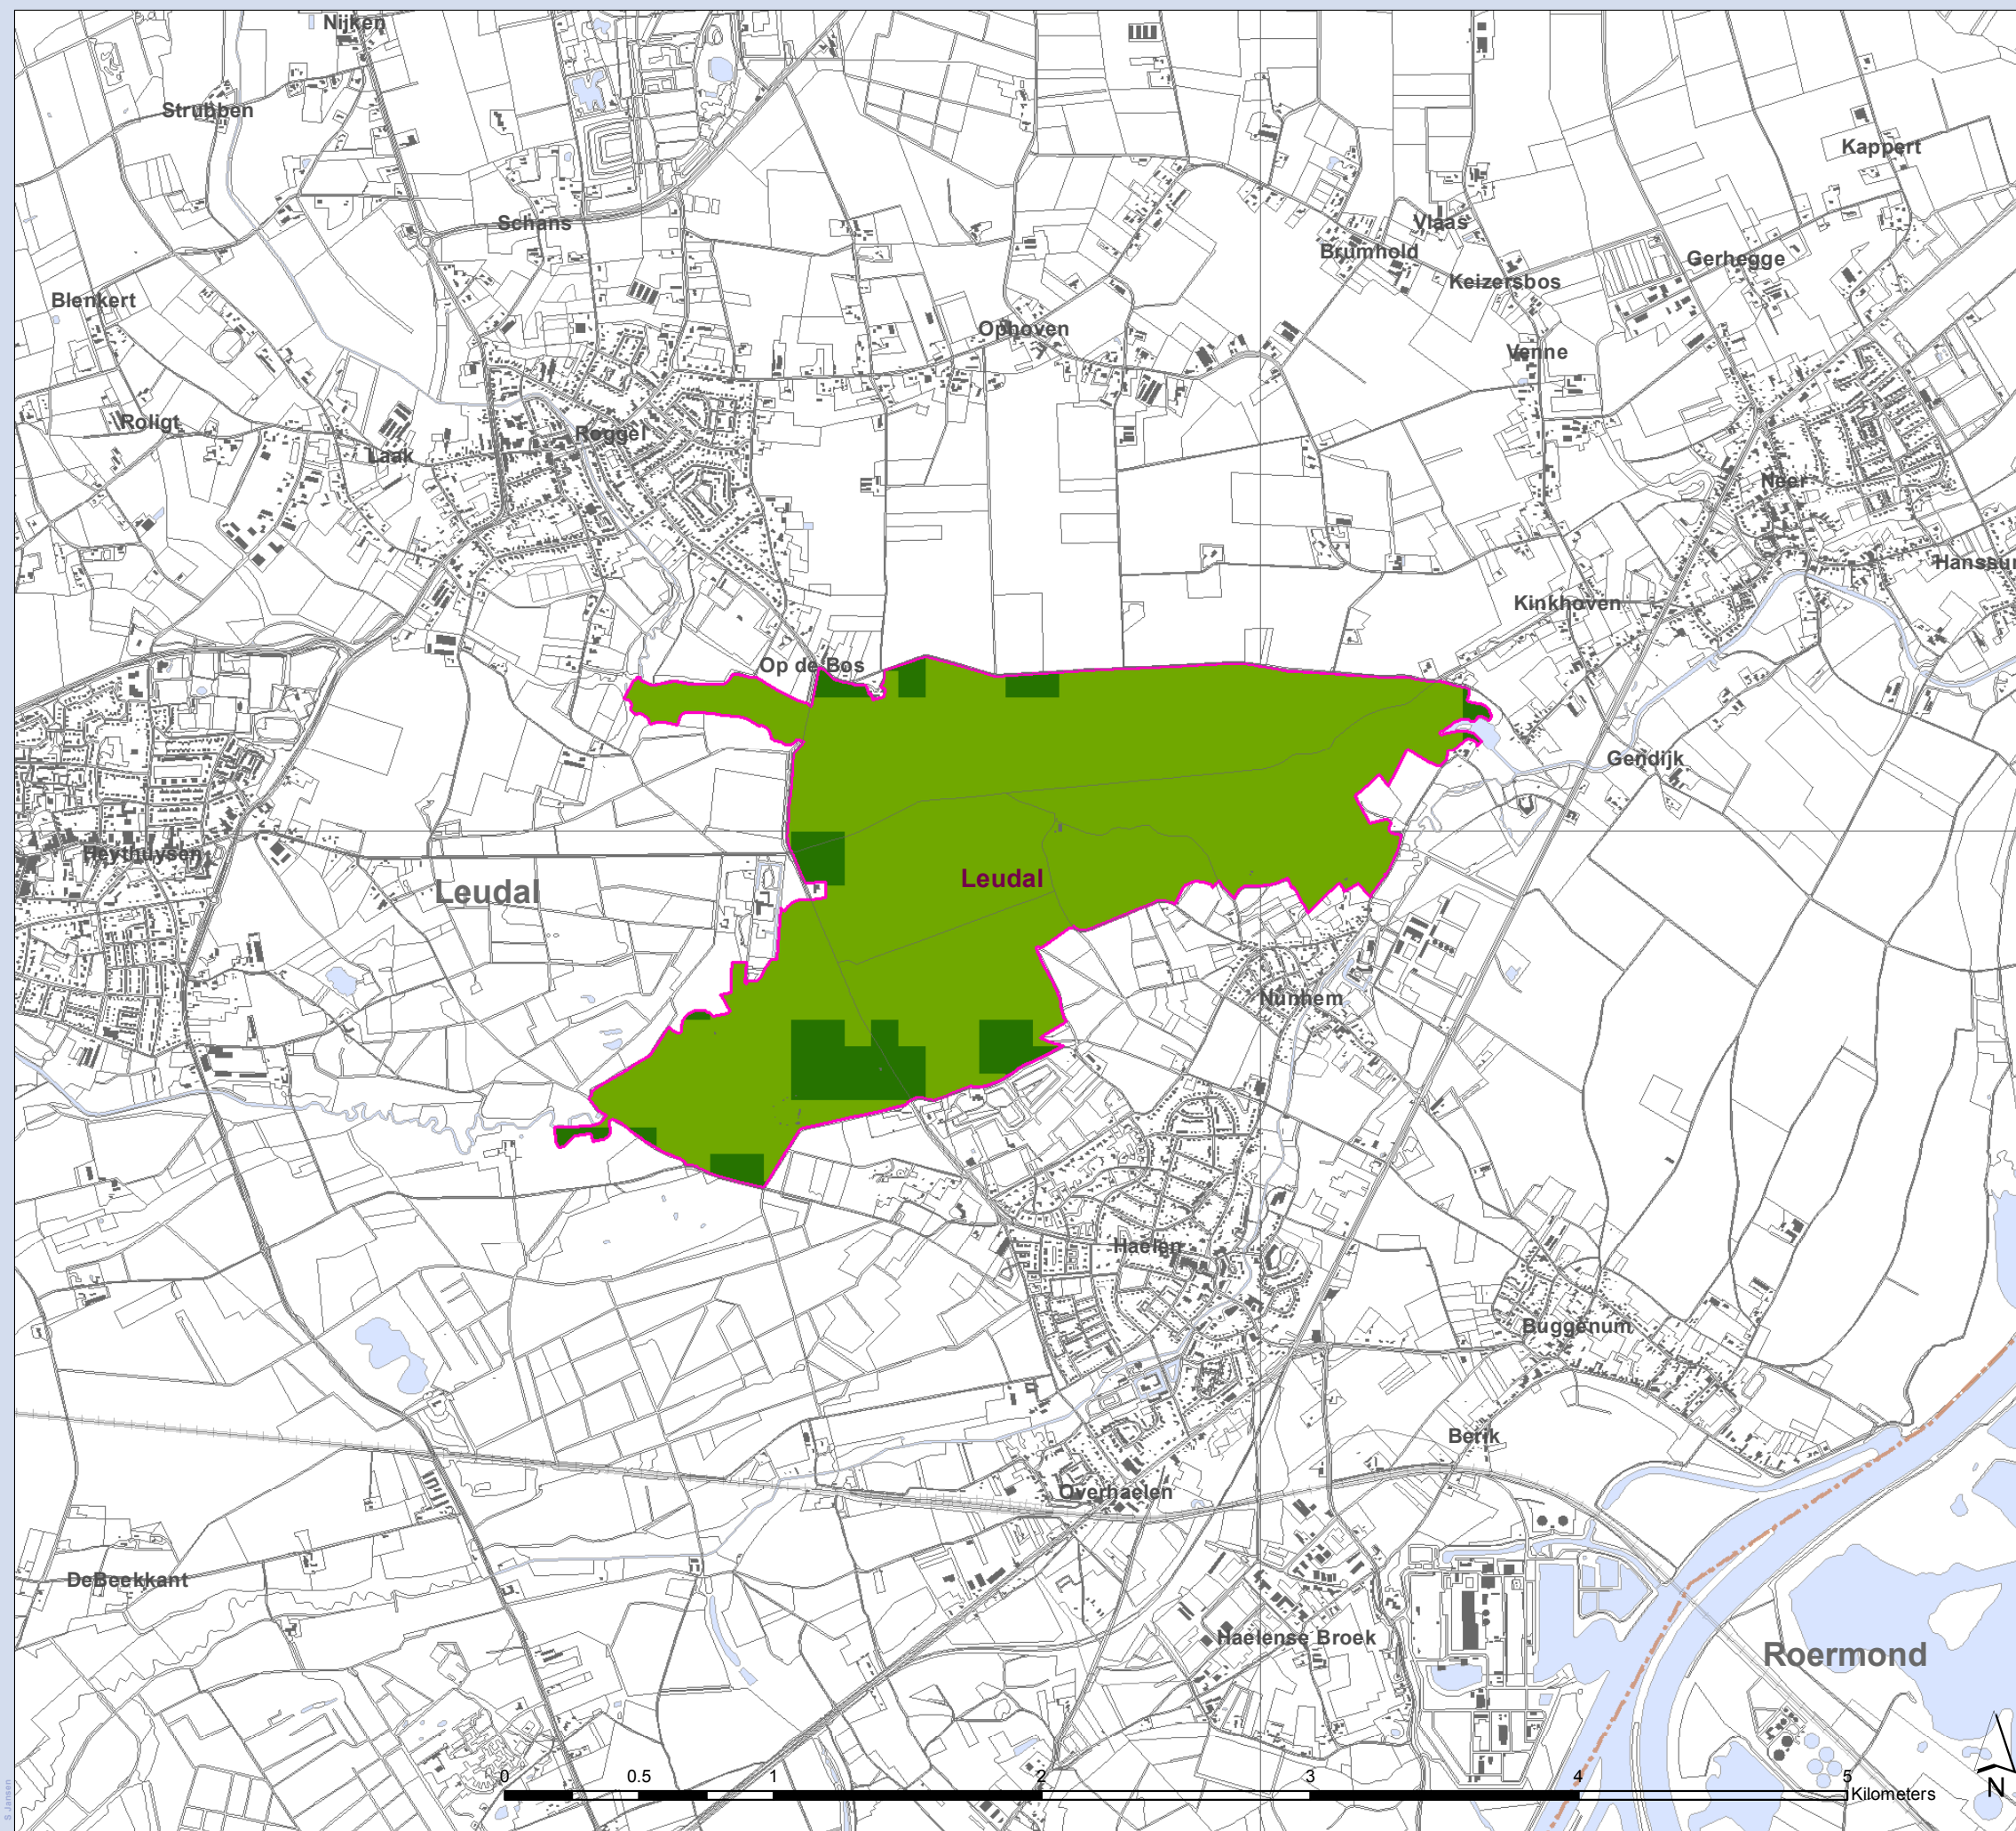 Nijken
Strubben
Kappert
Schans
Vlaas
Brumhold
Gerhegge
Keizersbos
Blenkert
Ophoven
Venne
Roligt
Roggel
Laak
Neer
Hanssum
Kinkhoven
Op de Bos
Gendijk
Heythuysen
Leudal
Leudal
Nunhem
Haelen
Buggenum
Berik
Overhaelen
DeBeekkant
Haelense Broek
Roermond
0 0.5 1 2 3 4 5
Kilometers
N
S Jansen